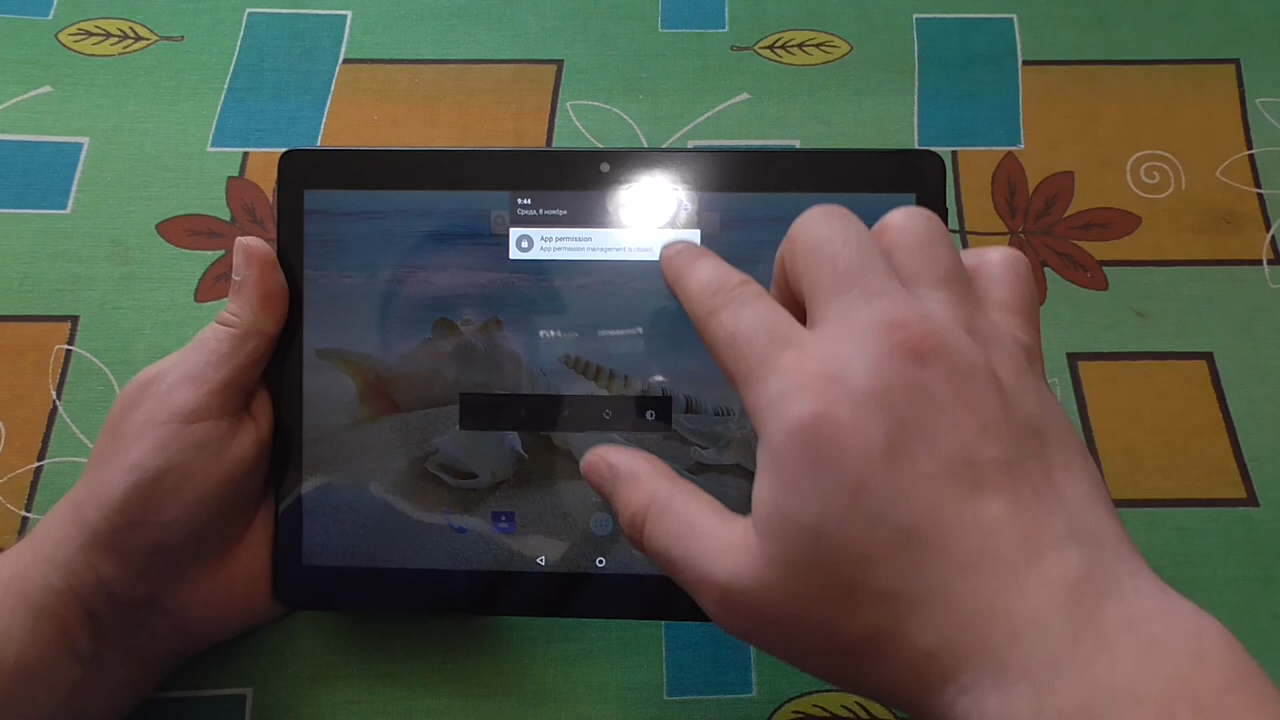 9:44
Среда, 8 ноября
App permission
App permission management is closed.